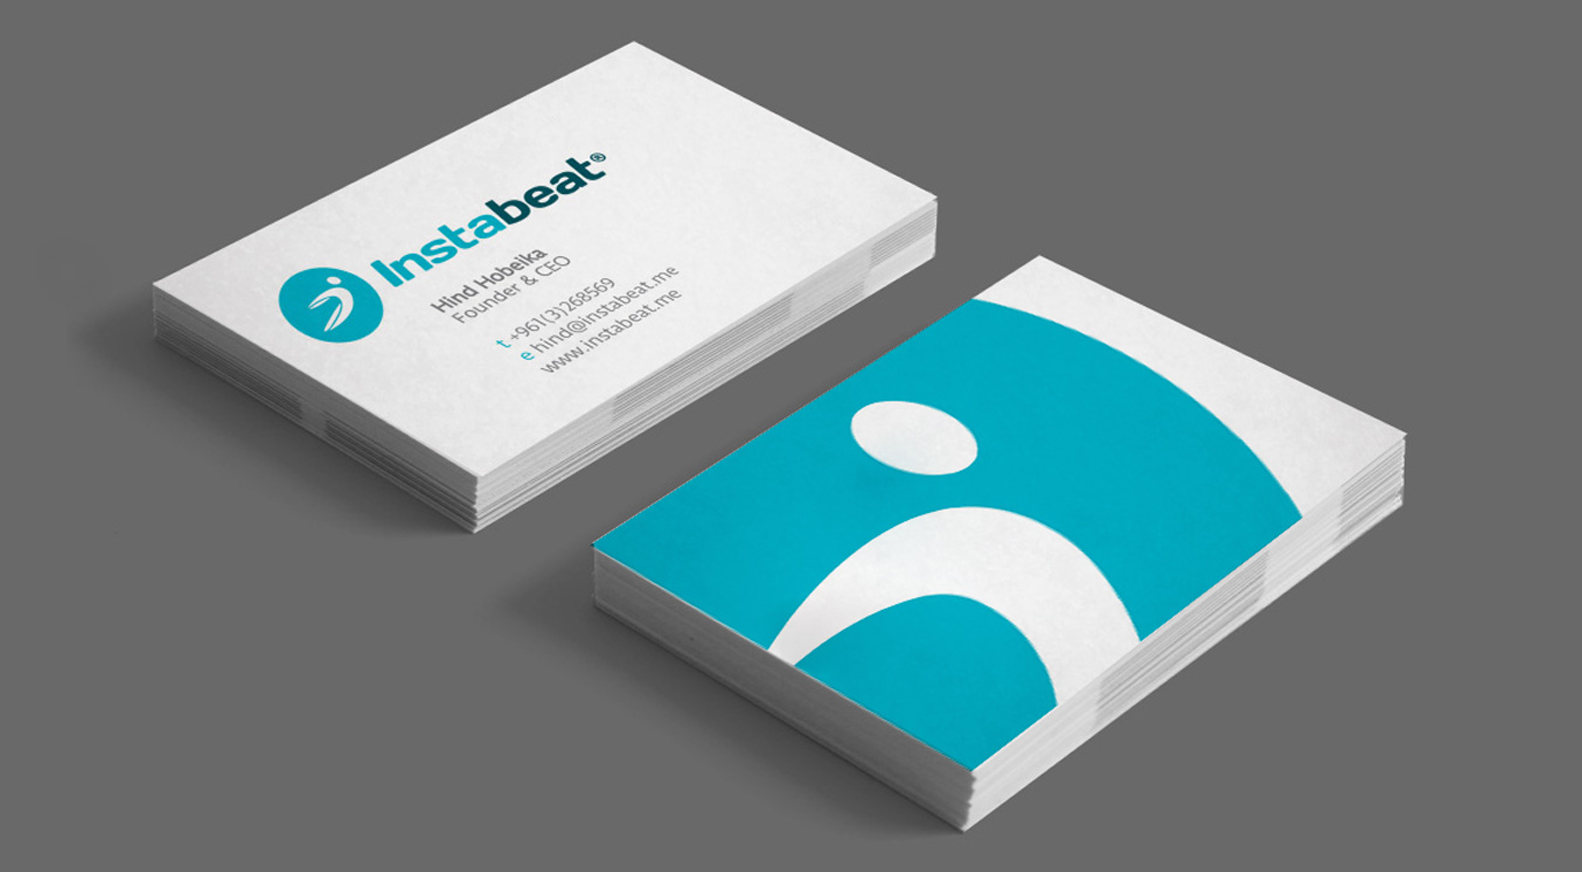 Instabeat®
Hind Hobeika
Founder & CEO
t +961(3)268569
e hind@instabeat.me
www.instabeat.me